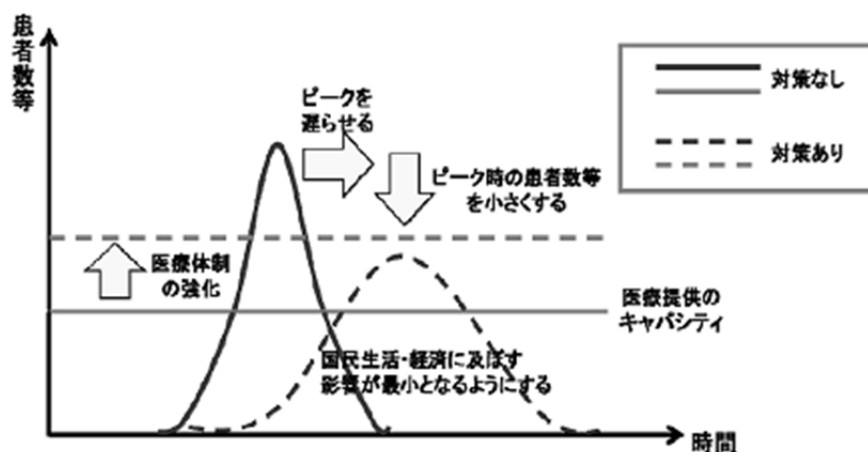 患者数等
ピークを
遅らせる
対策なし
対策あり
ピーク時の患者数等
を小さくする
医療体制
の強化
医療提供の
キャパシティ
国民生活・経済に及ぼす
影響が最小となるようにする
時間